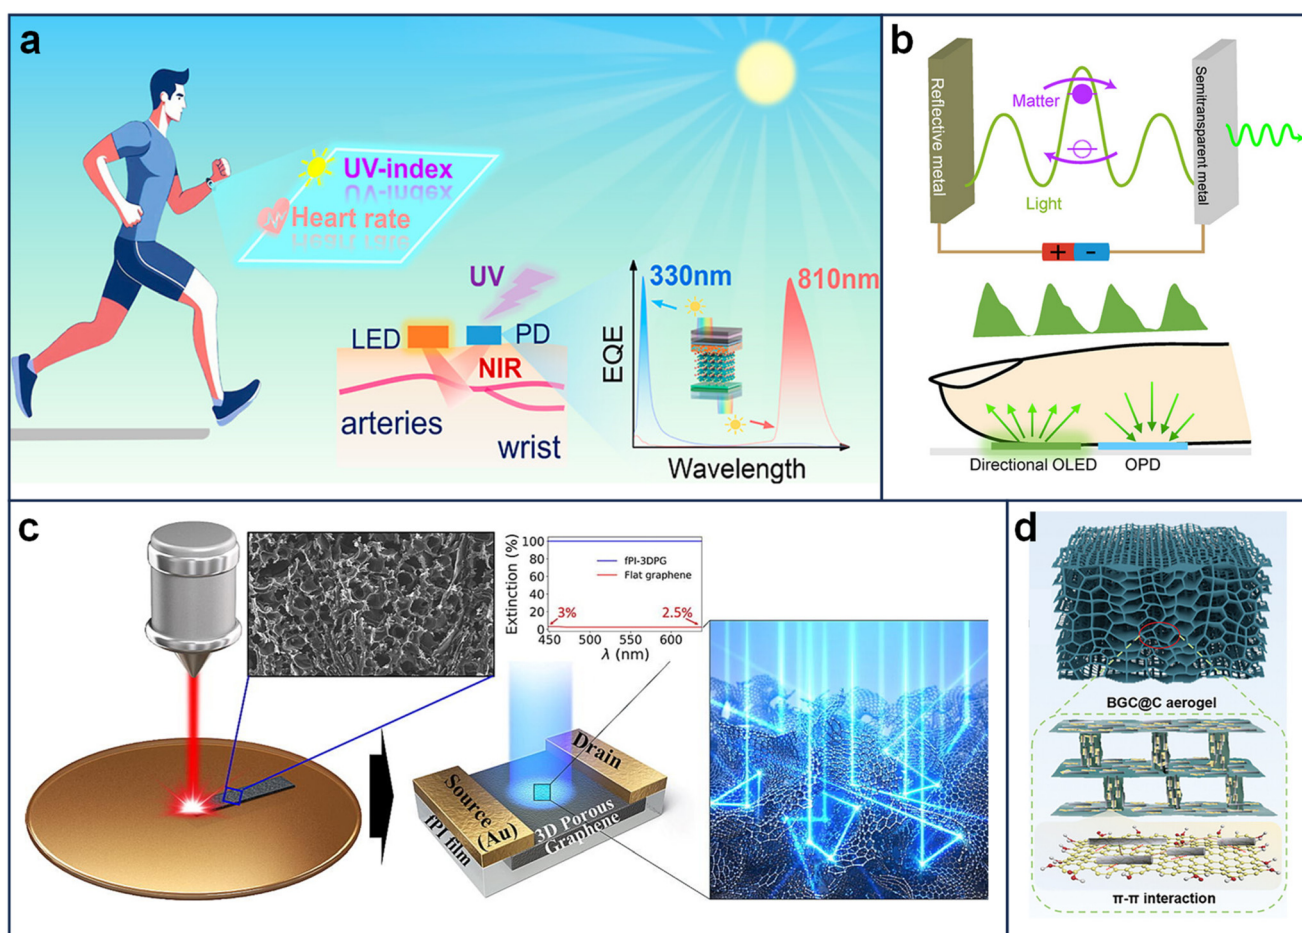 a
UV-index
Heart rate
UV
LED
PD
NIR
arteries
wrist
EQE
330nm
810nm
Wavelength
b
Reflective metal
Matter
Light
Semitransparent metal
+ -
Directional OLED
OPD
c
Extinction (%)
100
80
60
40
20
0
fPI-3DPG
Flat graphene
3%
2.5%
450 500 550 600
λ (nm)
Drain
Source
(Au)
fPI film
3D Porous
Graphene
d
BGC@C aerogel
π-π interaction